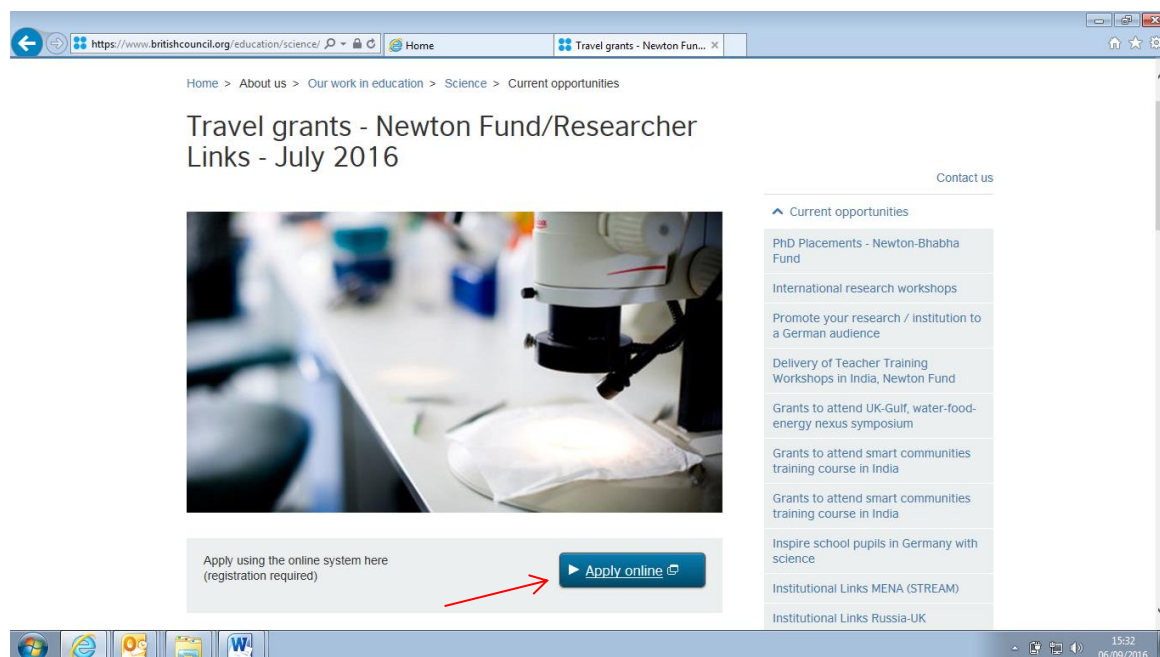 https://www.britishcouncil.org/education/science/
Home
Travel grants - Newton Fun...
Home > About us > Our work in education > Science > Current opportunities
Travel grants - Newton Fund/Researcher
Links - July 2016
Contact us
Current opportunities
PhD Placements - Newton-Bhabha
Fund
International research workshops
Promote your research / institution to
a German audience
Delivery of Teacher Training
Workshops in India, Newton Fund
Grants to attend UK-Gulf, water-food-
energy nexus symposium
Grants to attend smart communities
training course in India
Grants to attend smart communities
training course in India
Inspire school pupils in Germany with
science
Institutional Links MENA (STREAM)
Institutional Links Russia-UK
Apply using the online system here
(registration required)
Apply online
15:32
06/09/2016